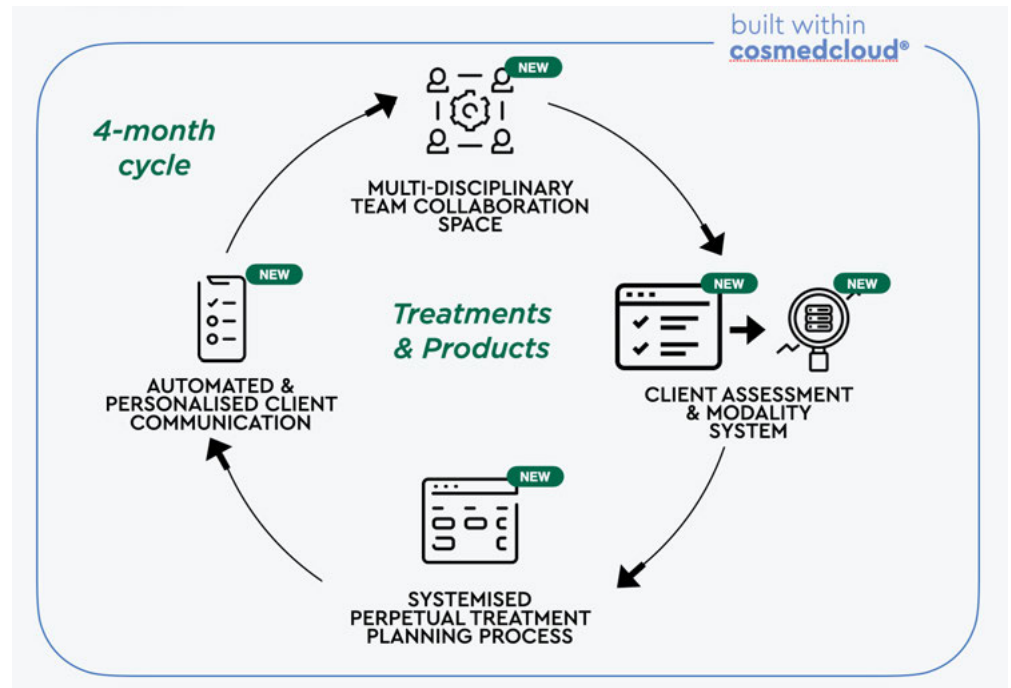 built within
cosmedcloud®
4-month
cycle
NEW
MULTI-DISCIPLINARY
TEAM COLLABORATION
SPACE
NEW
NEW
CLIENT ASSESSMENT
& MODALITY
SYSTEM
Treatments
& Products
NEW
AUTOMATED &
PERSONALISED CLIENT
COMMUNICATION
NEW
SYSTEMISED
PERPETUAL TREATMENT
PLANNING PROCESS